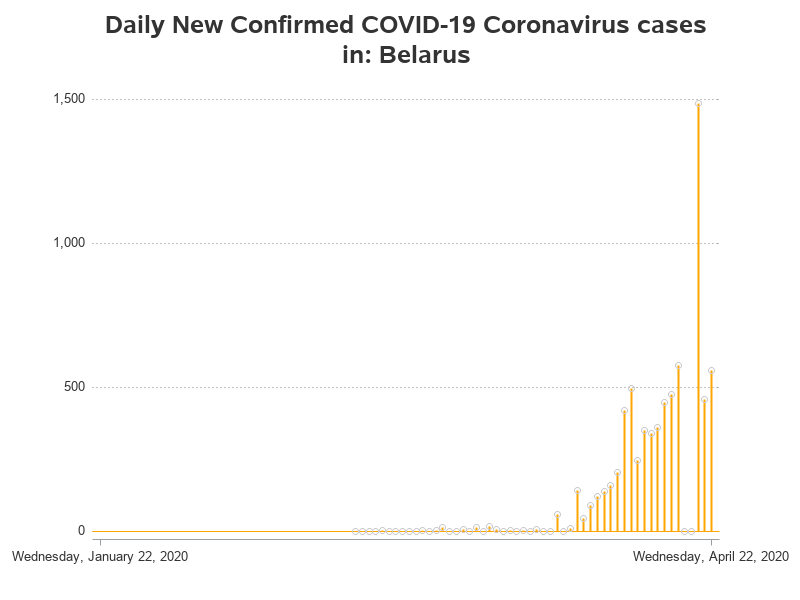 Daily New Confirmed COVID-19 Coronavirus cases
in: Belarus
1,500
1,000
500
0
Wednesday, January 22, 2020
Wednesday, April 22, 2020